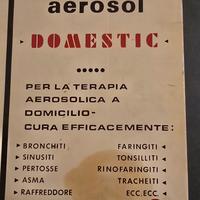 aerosol
DOMESTIC
PER LA TERAPIA
AEROSOLICA A
DOMICILIO-
CURA EFFICACEMENTE:
BRONCHITI FARINGITI
SINUSITI TONSILLITI
PERTOSSE RINOFARINGITI
ASMA TRACHEITI
RAFFREDDORE ECC.ECC.